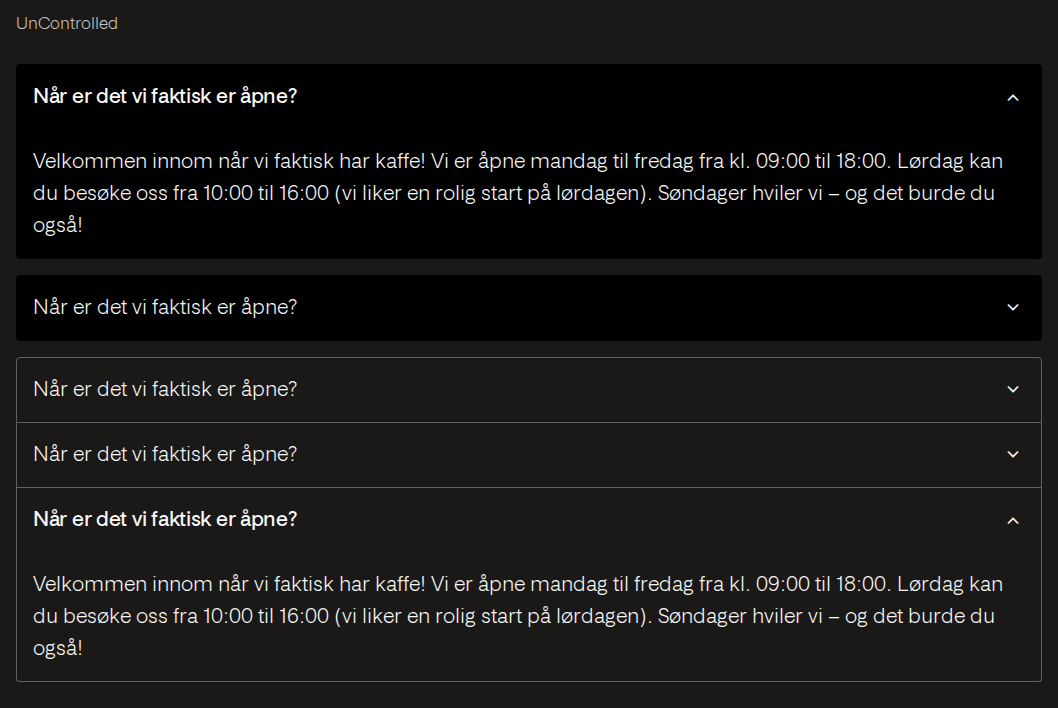 UnControlled
Når er det vi faktisk er åpne?
Velkommen innom når vi faktisk har kaffe! Vi er åpne mandag til fredag fra kl. 09:00 til 18:00. Lørdag kan
du besøke oss fra 10:00 til 16:00 (vi liker en rolig start på lørdagen). Søndager hviler vi – og det burde du
også!
Når er det vi faktisk er åpne?
Når er det vi faktisk er åpne?
Når er det vi faktisk er åpne?
Når er det vi faktisk er åpne?
Velkommen innom når vi faktisk har kaffe! Vi er åpne mandag til fredag fra kl. 09:00 til 18:00. Lørdag kan
du besøke oss fra 10:00 til 16:00 (vi liker en rolig start på lørdagen). Søndager hviler vi – og det burde du
også!